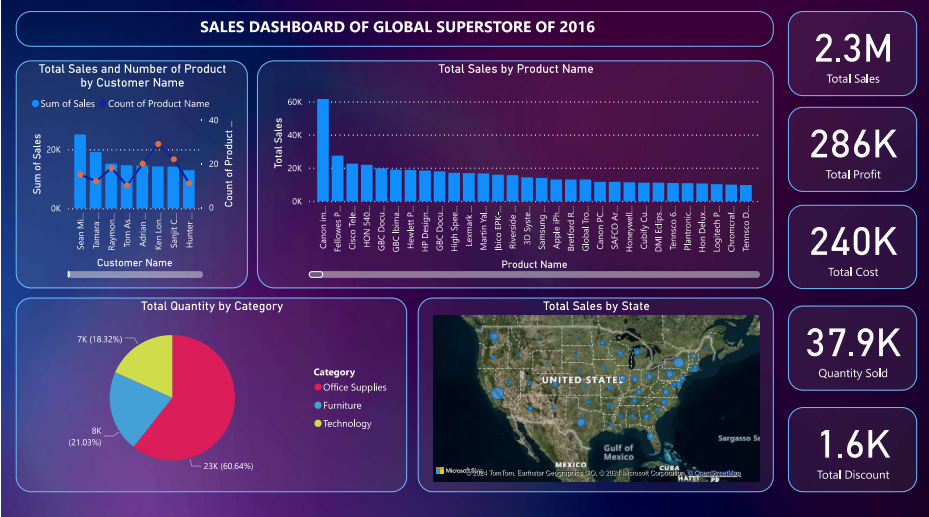 SALES DASHBOARD OF GLOBAL SUPERSTORE OF 2016
2.3M
Total Sales
286K
Total Profit
240K
Total Cost
37.9K
Quantity Sold
1.6K
Total Discount
Total Sales and Number of Product
by Customer Name
Sum of Sales Count of Product Name
Sum of Sales
20K
0K
40
20
0
Count of Product ...
Sean Mi...
Tamara ...
Raymon...
Tom As...
Adrian ...
Ken Lon...
Sanjit C...
Hunter ...
Customer Name
Total Sales by Product Name
Total Sales
60K
40K
20K
0K
Canon im...
Fellowes P...
Cisco Tele...
HON 540...
GBC Docu...
GBC Ibima...
Hewlett P...
HP Design...
GBC Docu...
High Spee...
Lexmark ...
Martin Yal...
Ibico EPK-...
Riverside ...
3D Syste...
Samsung ...
Apple iPh...
Bretford R...
Global Tro...
Canon PC...
SAFCO Ar...
Honeywell...
Cubify Cu...
DMI Eclips...
Tennsco 6...
Plantronic...
Hon Delux...
Logitech P...
Chromcraf...
Tennsco D...
Product Name
Total Quantity by Category
7K (18.32%)
8K
(21.03%)
23K (60.64%)
Category
Office Supplies
Furniture
Technology
Total Sales by State
UNITED STATES
Gulf of
Mexico
Sargasso Se
MEXICO
CUBA
HAITI
PR
Microsoft Bing
© 2024 TomTom, Earthstar Geographics SIO, © 2024 Microsoft Corporation, © OpenStreetMap